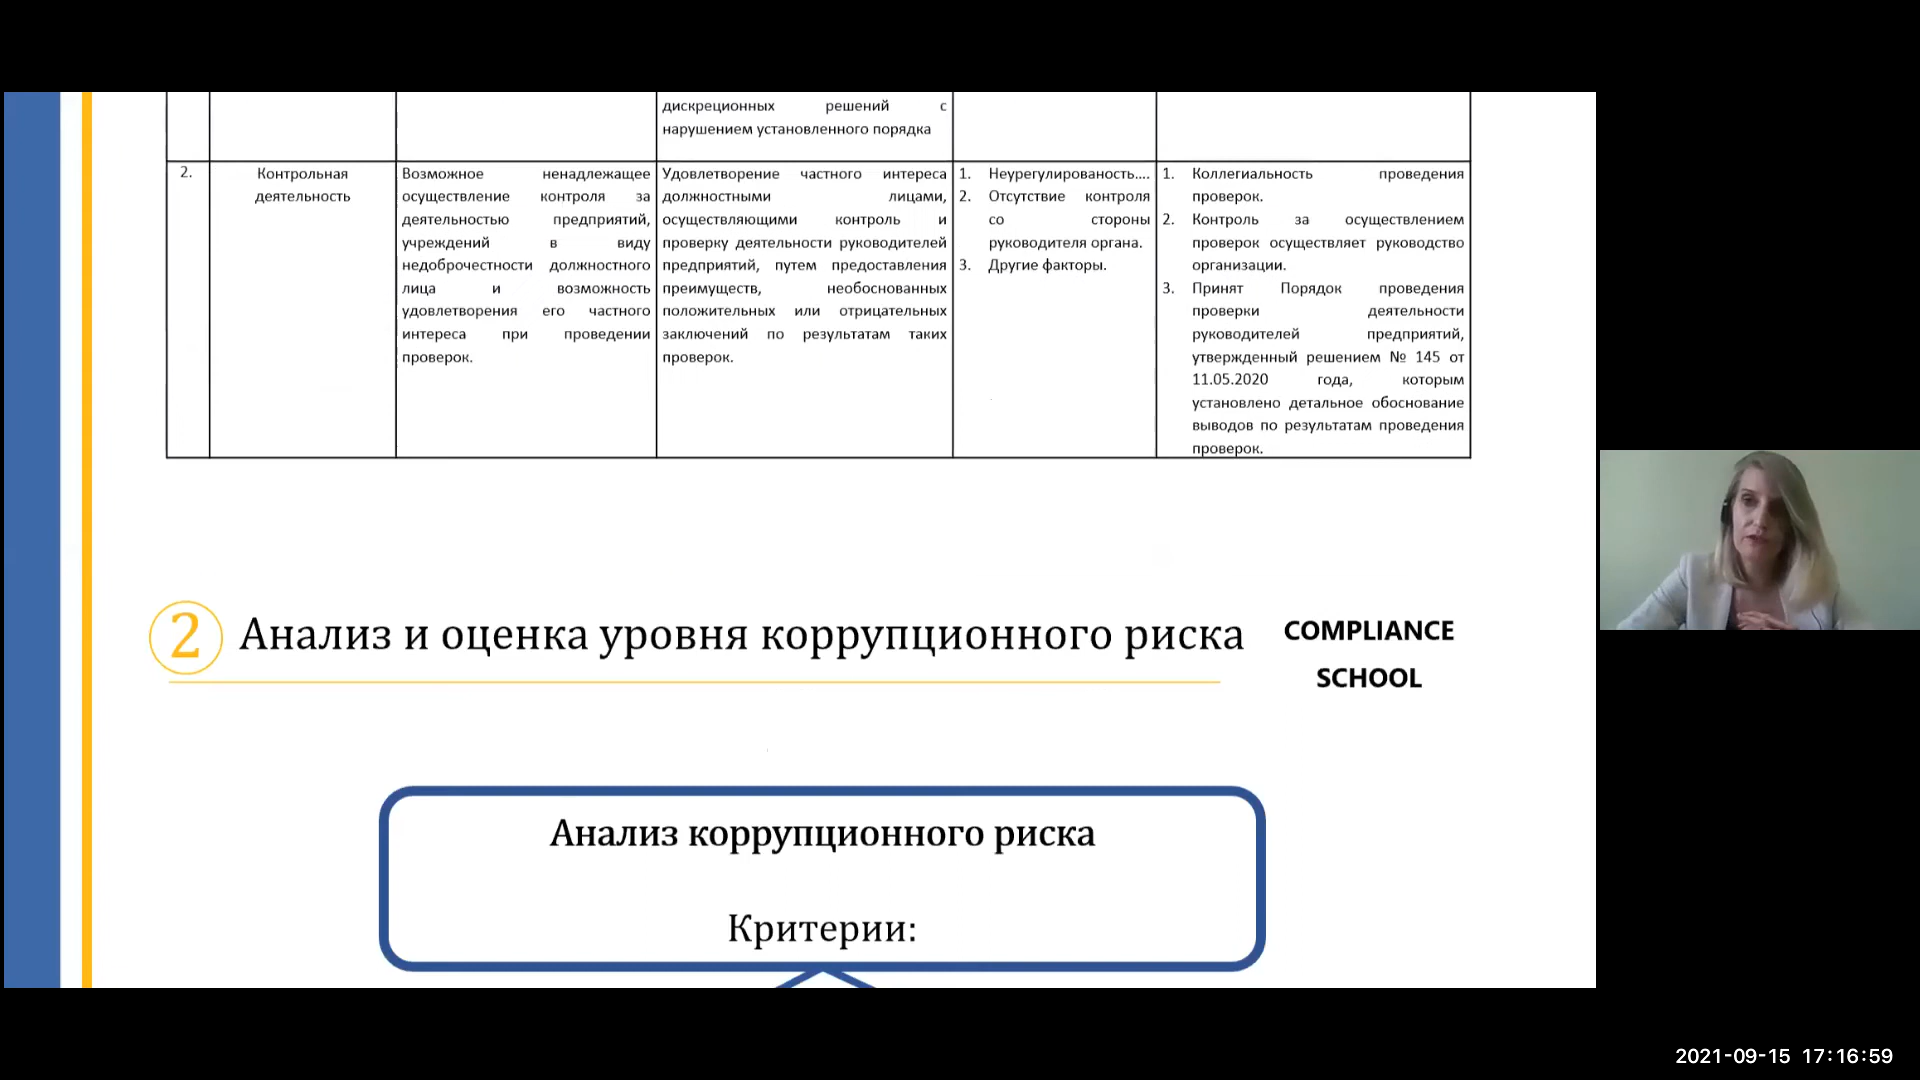 дискреционных решений с
нарушением установленного порядка
2.
Контрольная
деятельность
Возможное ненадлежащее
осуществление контроля за
деятельностью предприятий,
учреждений в виду
недоброчестности должностного
лица и возможность
удовлетворения его частного
интереса при проведении
проверок.
Удовлетворение частного интереса
должностными лицами,
осуществляющими контроль и
проверку деятельности руководителей
предприятий, путем предоставления
преимуществ, необоснованных
положительных или отрицательных
заключений по результатам таких
проверок.
1. Неурегулированость....
2. Отсутствие контроля
со стороны
руководителя органа.
3. Другие факторы.
1. Коллегиальность проведения
проверок.
2. Контроль за осуществлением
проверок осуществляет руководство
организации.
3. Принят Порядок проведения
проверки деятельности
руководителей предприятий,
утвержденный решением № 145 от
11.05.2020 года, которым
установлено детальное обоснование
выводов по результатам проведения
проверок.
2 Анализ и оценка уровня коррупционного риска
COMPLIANCE
SCHOOL
Анализ коррупционного риска
Критерии:
2021-09-15 17:16:59